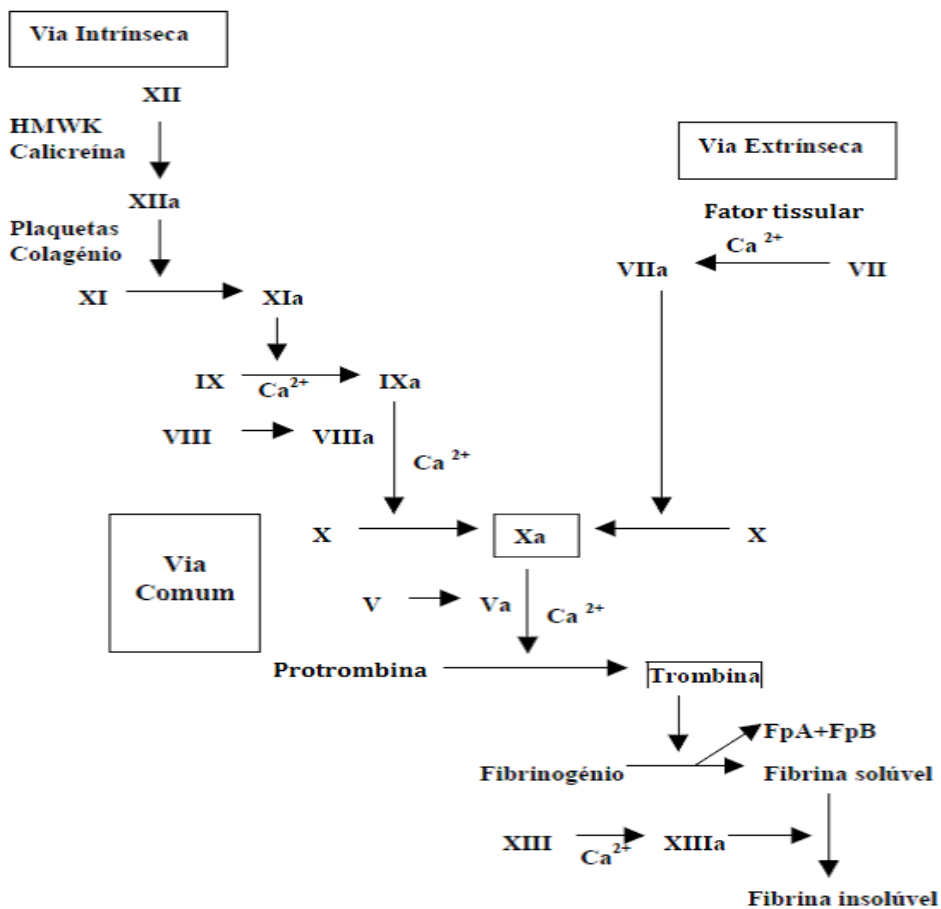 Via Intrínseca
XII
HMWK
Calicreína
XIIa
Plaquetas
Colagénio
XI
XIa
IX
Ca2+
IXa
VIII
VIIIa
Ca 2+
Via Extrínseca
Fator tissular
Ca 2+
VIIa
VII
X
Xa
X
Via
Comum
V
Va
Ca 2+
Protrombina
Trombina
FpA+FpB
Fibrinogénio
Fibrina solúvel
XIII
Ca2+
XIIIa
Fibrina insolúvel